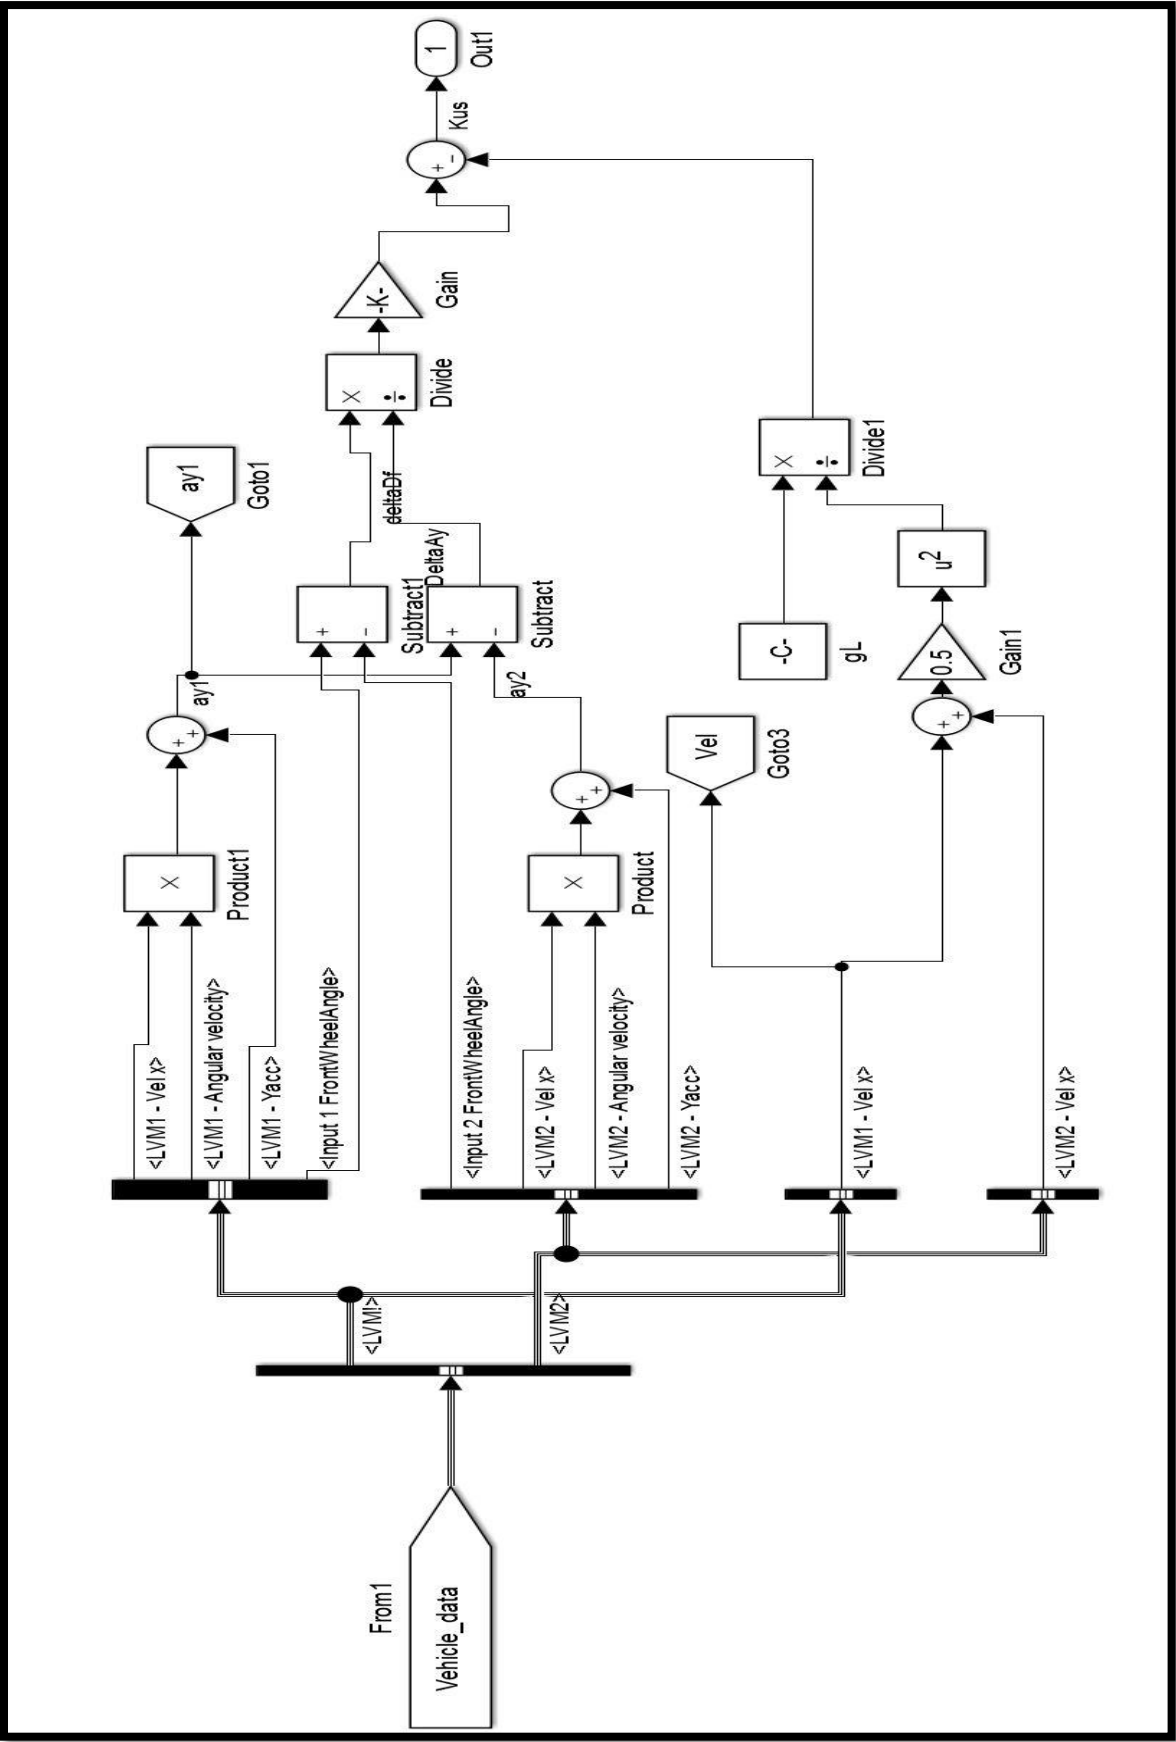 Vehicle_data
From1
<LVM!>
<LVM2>
<LVM1 - Vel x>
<LVM1 - Angular velocity>
<LVM1 - Yacc>
<Input 1 FrontWheelAngle>
<Input 2 FrontWheelAngle>
<LVM2 - Vel x>
<LVM2 - Angular velocity>
<LVM2 - Yacc>
<LVM1 - Vel x>
<LVM2 - Vel x>
X
Product1
X
Product
+
+
ay1
+
+
ay2
ay1
Goto1
Vel
Goto3
+
-
Subtract1
+
-
Subtract
deltaDf
DeltaAy
X
÷
Divide
-K-
Gain
+
+
0.5
Gain1
u²
-C-
gL
X
÷
Divide1
+
-
Kus
1
Out1